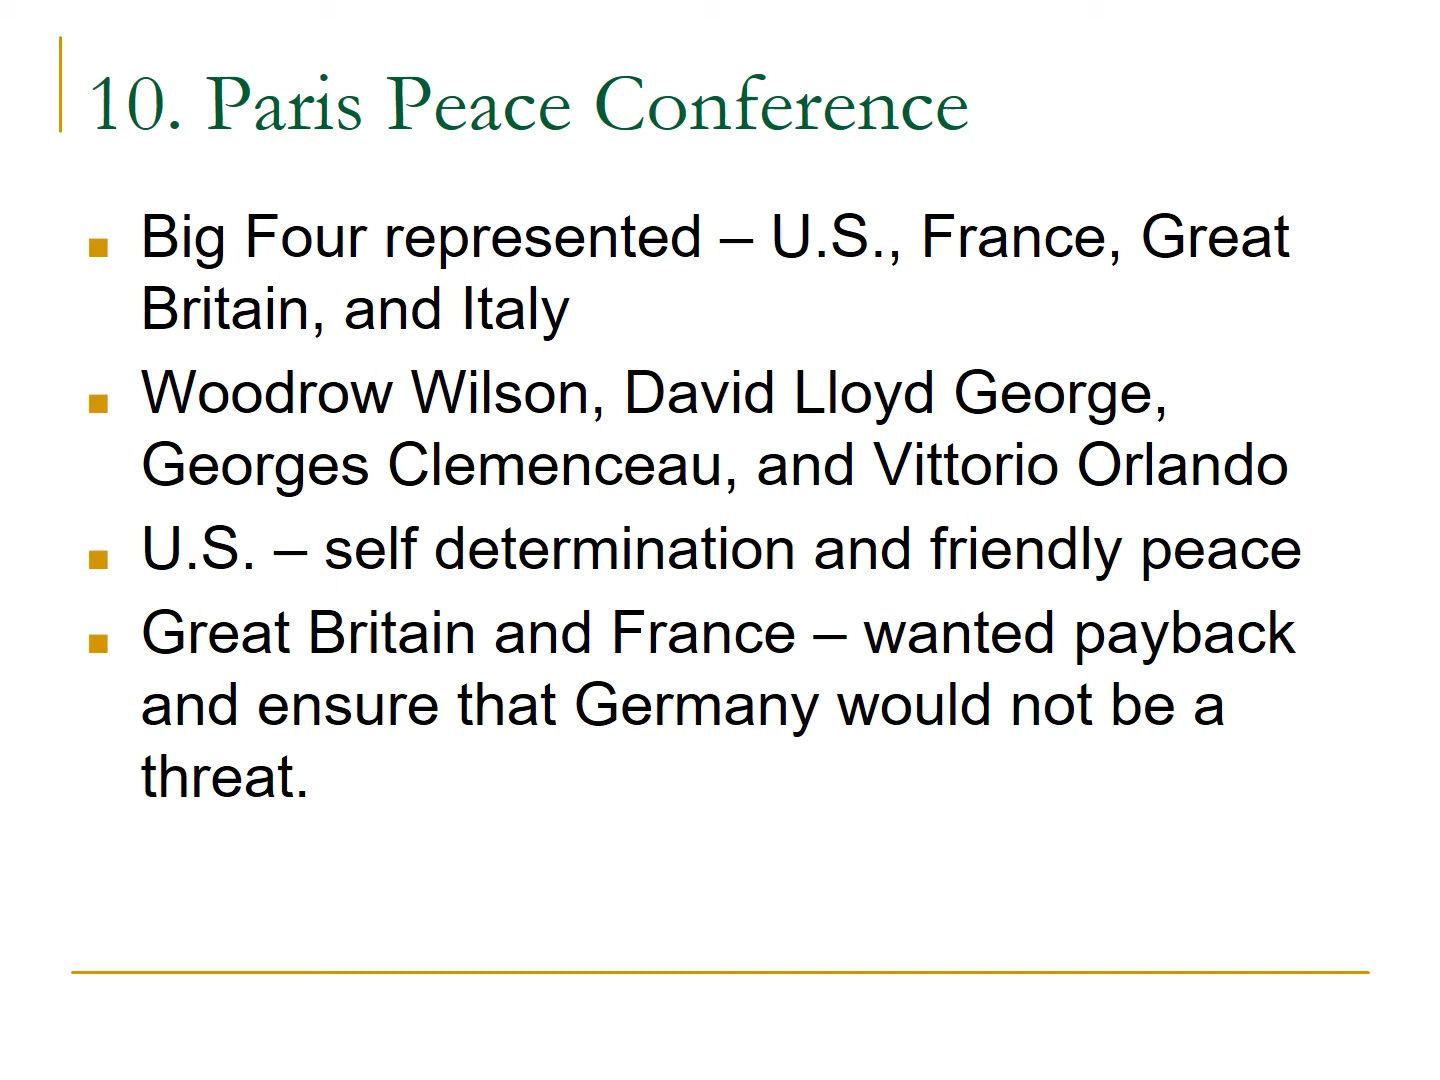 10. Paris Peace Conference
Big Four represented – U.S., France, Great
Britain, and Italy
Woodrow Wilson, David Lloyd George,
Georges Clemenceau, and Vittorio Orlando
U.S. – self determination and friendly peace
Great Britain and France – wanted payback
and ensure that Germany would not be a
threat.